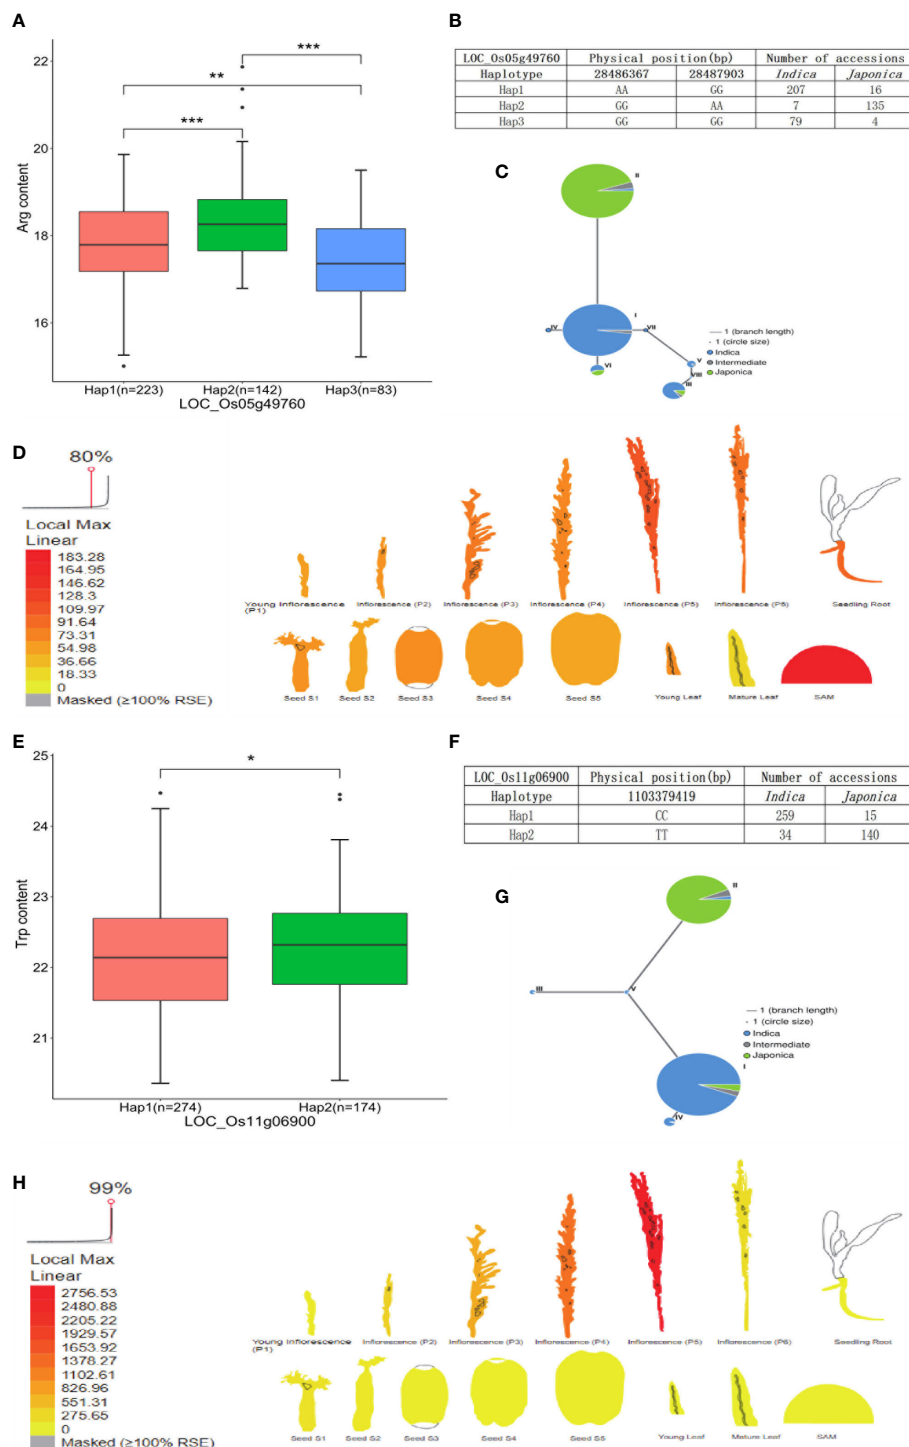 A
Arg content
22
20
18
16
***
**
***
Hap1(n=223)
Hap2(n=142)
Hap3(n=83)
LOC_Os05g49760
B
LOC_Os05g49760 Physical position(bp) Number of accessions
Haplotype 28486367 28487903 Indica Japonica
Hap1 AA GG 207 16
Hap2 GG AA 7 135
Hap3 GG GG 79 4
C
II
I
IV
VII
VI
V
VIII
III
1 (branch length)
1 (circle size)
Indica
Intermediate
Japonica
D
80%
Local Max
Linear
183.28
164.95
146.62
128.3
109.97
91.64
73.31
54.98
36.66
18.33
0
Masked (≥100% RSE)
Young Inflorescence
(P1)
Inflorescence (P2)
Inflorescence (P3)
Inflorescence (P4)
Inflorescence (P5)
Inflorescence (P6)
Seedling Root
Seed S1
Seed S2
Seed S3
Seed S4
Seed S5
Young Leaf
Mature Leaf
SAM
E
Trp content
25
24
23
22
21
*
Hap1(n=274)
Hap2(n=174)
LOC_Os11g06900
F
LOC_Os11g06900 Physical position(bp) Number of accessions
Haplotype 1103379419 Indica Japonica
Hap1 CC 259 15
Hap2 TT 34 140
G
II
III
V
I
IV
1 (branch length)
1 (circle size)
Indica
Intermediate
Japonica
H
99%
Local Max
Linear
2756.53
2480.88
2205.22
1929.57
1653.92
1378.27
1102.61
826.96
551.31
275.65
0
Masked (≥100% RSE)
Young Inflorescence
(P1)
Inflorescence (P2)
Inflorescence (P3)
Inflorescence (P4)
Inflorescence (P5)
Inflorescence (P6)
Seedling Root
Seed S1
Seed S2
Seed S3
Seed S4
Seed S5
Young Leaf
Mature Leaf
SAM